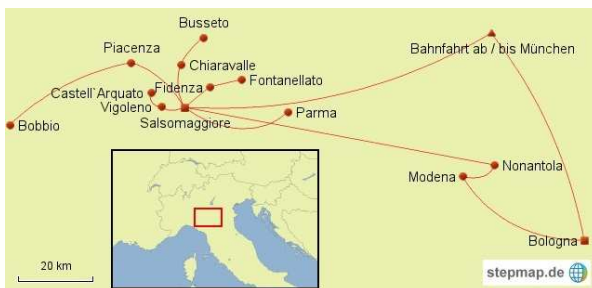 Busseto
Piacenza
Bahnfahrt ab / bis München
Chiaravalle
Fidenza
Fontanellato
Castell`Arquato
Vigoleno
Salsomaggiore
Parma
Bobbio
Nonantola
Modena
Bologna
20 km
stepmap.de